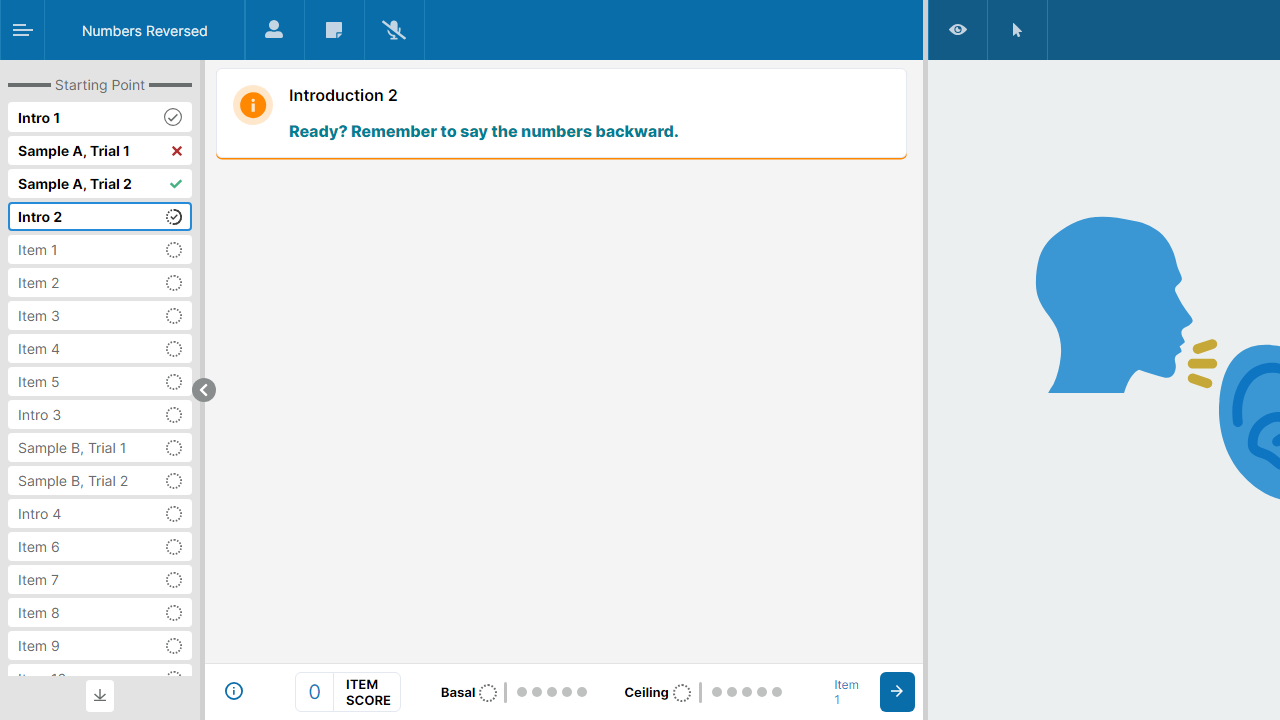 Numbers Reversed
Starting Point
Intro 1
Sample A, Trial 1
Sample A, Trial 2
Intro 2
Item 1
Item 2
Item 3
Item 4
Item 5
Intro 3
Sample B, Trial 1
Sample B, Trial 2
Intro 4
Item 6
Item 7
Item 8
Item 9
Introduction 2
Ready? Remember to say the numbers backward.
0
ITEM
SCORE
Basal
Ceiling
Item
1